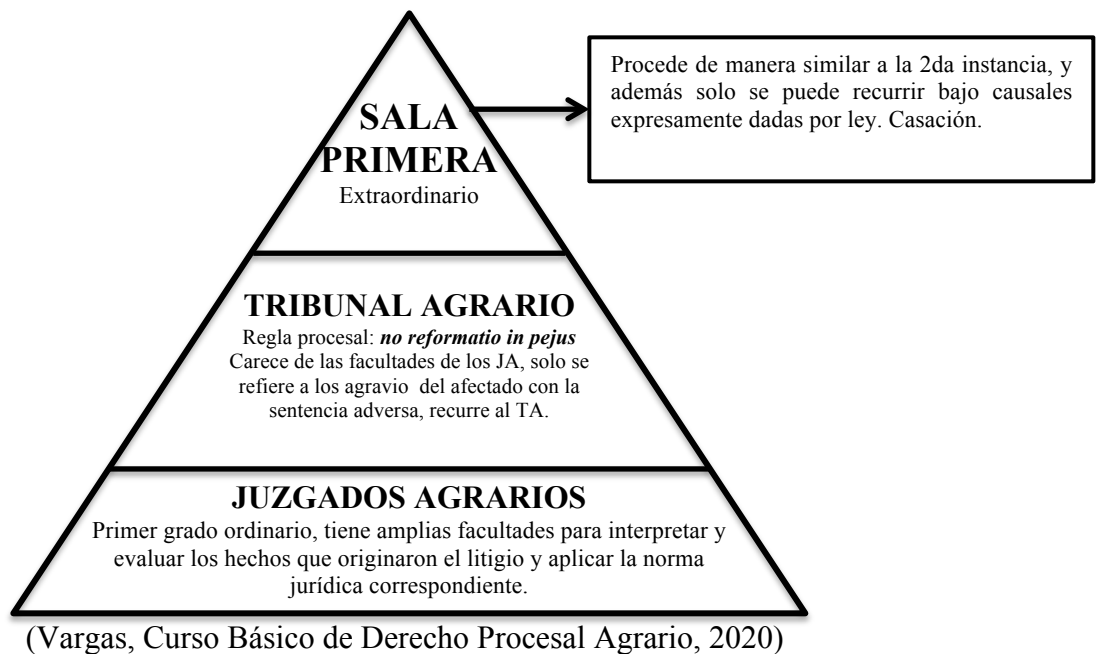 SALA
PRIMERA
Extraordinario
Procede de manera similar a la 2da instancia, y
además solo se puede recurrir bajo causales
expresamente dadas por ley. Casación.
TRIBUNAL AGRARIO
Regla procesal: no reformatio in pejus
Carece de las facultades de los JA, solo se
refiere a los agravio del afectado con la
sentencia adversa, recurre al TA.
JUZGADOS AGRARIOS
Primer grado ordinario, tiene amplias facultades para interpretar y
evaluar los hechos que originaron el litigio y aplicar la norma
jurídica correspondiente.
(Vargas, Curso Básico de Derecho Procesal Agrario, 2020)